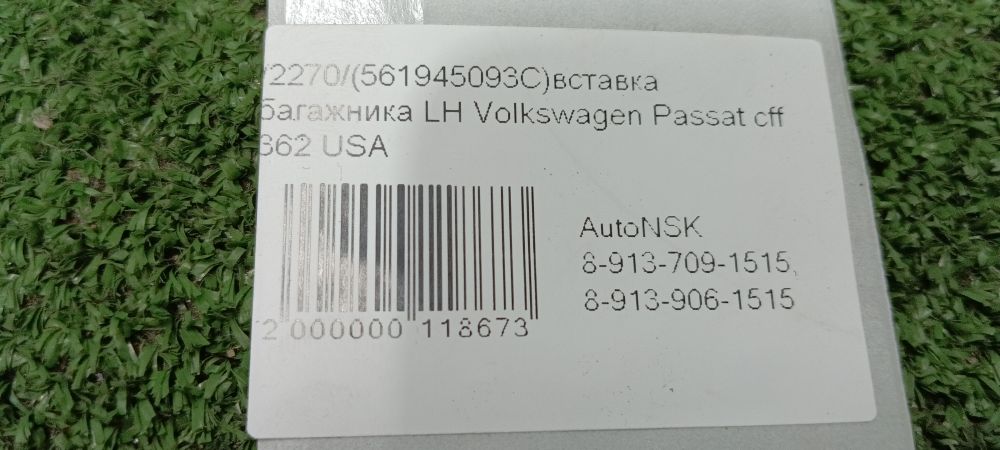 /2270/(561945093C)вставка
багажника LH Volkswagen Passat cff
362 USA
AutoNSK
8-913-709-1515,
8-913-906-1515
2 000000 118673